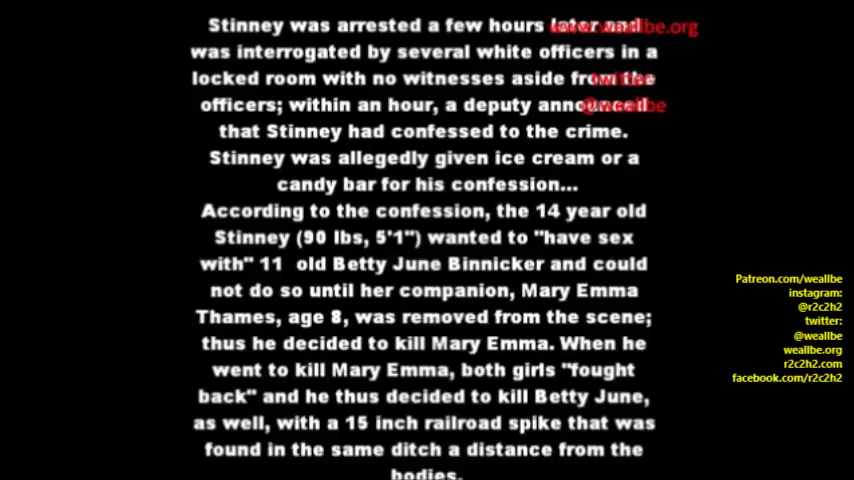 Stinney was arrested a few hours later and
was interrogated by several white officers in a
locked room with no witnesses aside from the
officers; within an hour, a deputy announced
that Stinney had confessed to the crime.
Stinney was allegedly given ice cream or a
candy bar for his confession...
According to the confession, the 14 year old
Stinney (90 lbs, 5'1") wanted to "have sex
with" 11 old Betty June Binnicker and could
not do so until her companion, Mary Emma
Thames, age 8, was removed from the scene;
thus he decided to kill Mary Emma. When he
went to kill Mary Emma, both girls "fought
back" and he thus decided to kill Betty June,
as well, with a 15 inch railroad spike that was
found in the same ditch a distance from the
bodies.
www.weallbe.org
twitter:
@weallbe
Patreon.com/weallbe
instagram:
@r2c2h2
twitter:
@weallbe
weallbe.org
r2c2h2.com
facebook.com/r2c2h2